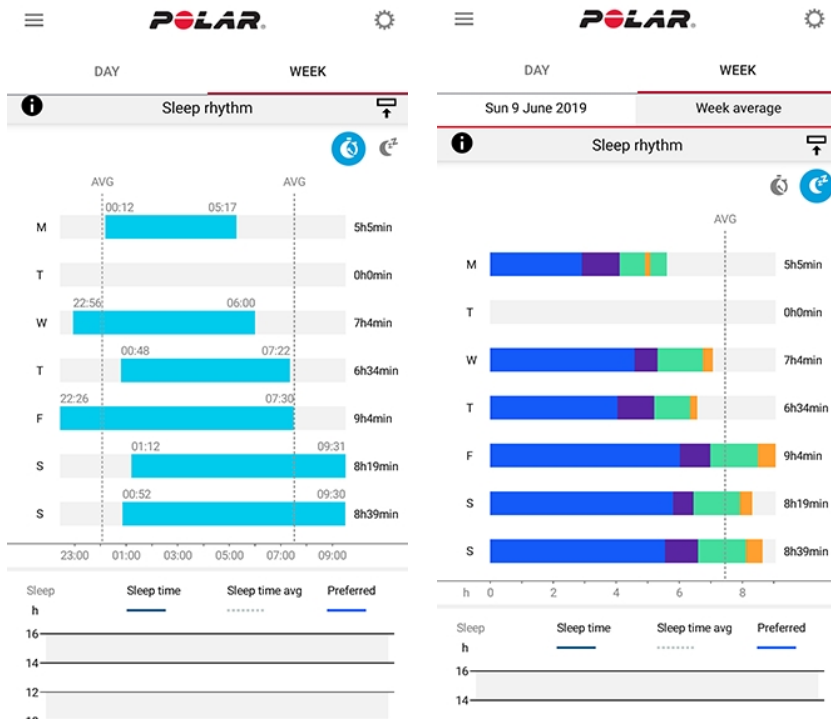 POLAR
DAY WEEK
Sleep rhythm
AVG AVG
00:12 05:17
M 5h5min
T 0h0min
22:56 06:00
W 7h4min
00:48 07:22
T 6h34min
22:26 07:30
F 9h4min
01:12 09:31
S 8h19min
00:52 09:30
S 8h39min
23:00 01:00 03:00 05:00 07:00 09:00
Sleep Sleep time Sleep time avg Preferred
h
16
14
12
POLAR
DAY WEEK
Sun 9 June 2019 Week average
Sleep rhythm
AVG
M 5h5min
T 0h0min
W 7h4min
T 6h34min
F 9h4min
S 8h19min
S 8h39min
h 0 2 4 6 8
Sleep Sleep time Sleep time avg Preferred
h
16
14